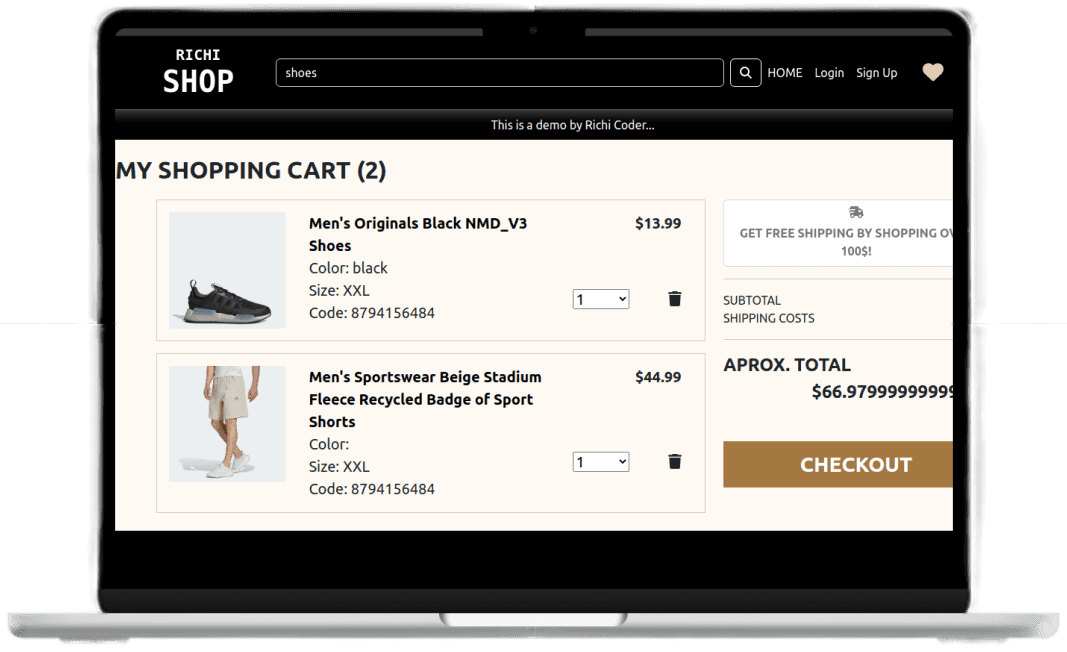 RICHI
SHOP
shoes
HOME Login Sign Up
This is a demo by Richi Coder...
MY SHOPPING CART (2)
Men's Originals Black NMD_V3
Shoes
Color: black
Size: XXL
Code: 8794156484
$13.99
1
Men's Sportswear Beige Stadium
Fleece Recycled Badge of Sport
Shorts
Color:
Size: XXL
Code: 8794156484
$44.99
1
GET FREE SHIPPING BY SHOPPING
100$!
SUBTOTAL
SHIPPING COSTS
APROX. TOTAL
$66.97999999999
CHECKOUT